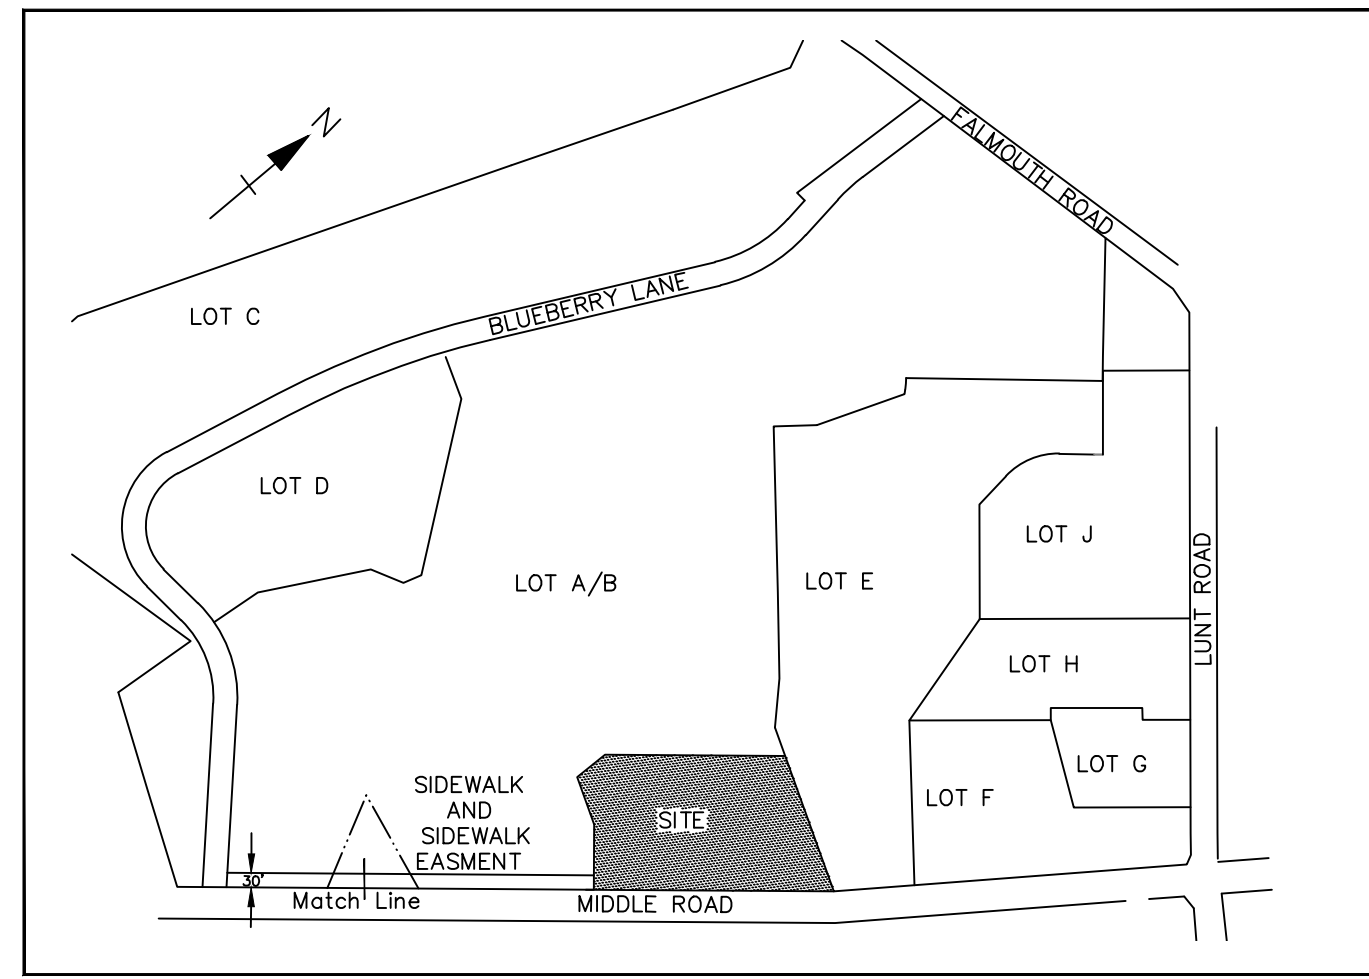 N
FALMOUTH ROAD
BLUEBERRY LANE
LOT C
LOT D
LOT J
LOT A/B
LOT E
LUNT ROAD
LOT H
LOT G
SIDEWALK
AND
SIDEWALK
EASMENT
LOT F
SITE
30'
Match Line
MIDDLE ROAD